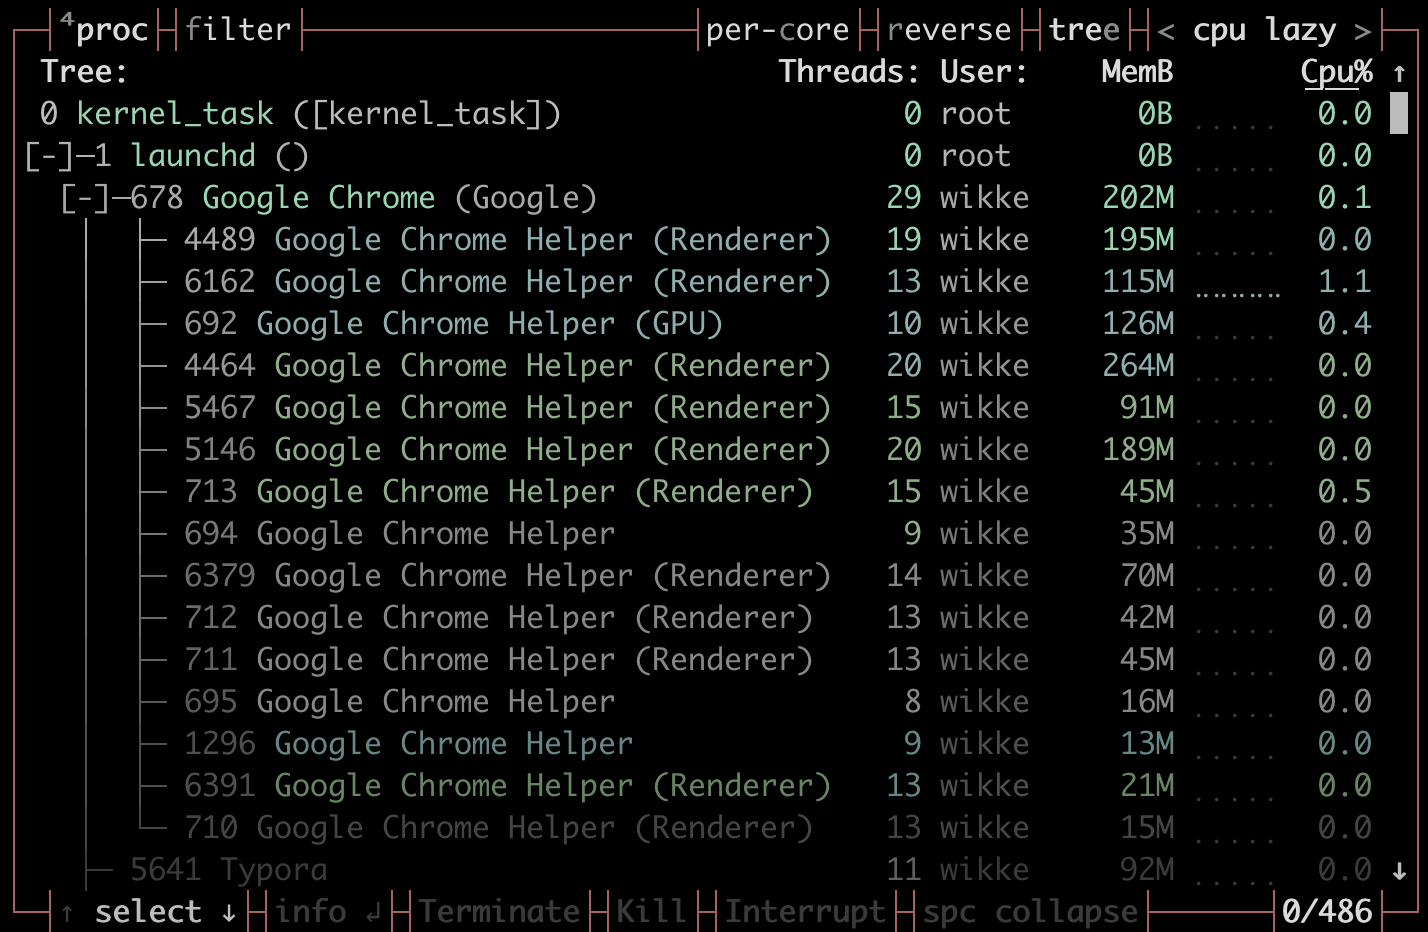 ⁴proc filter per-core reverse tree < cpu lazy >
Tree: Threads: User: MemB Cpu% ↑
0 kernel_task ([kernel_task]) 0 root 0B ..... 0.0
[-]─1 launchd () 0 root 0B ..... 0.0
[-]─678 Google Chrome (Google) 29 wikke 202M ..... 0.1
├─ 4489 Google Chrome Helper (Renderer) 19 wikke 195M ..... 0.0
├─ 6162 Google Chrome Helper (Renderer) 13 wikke 115M .......... 1.1
├─ 692 Google Chrome Helper (GPU) 10 wikke 126M ..... 0.4
├─ 4464 Google Chrome Helper (Renderer) 20 wikke 264M ..... 0.0
├─ 5467 Google Chrome Helper (Renderer) 15 wikke 91M ..... 0.0
├─ 5146 Google Chrome Helper (Renderer) 20 wikke 189M ..... 0.0
├─ 713 Google Chrome Helper (Renderer) 15 wikke 45M ..... 0.5
├─ 694 Google Chrome Helper 9 wikke 35M ..... 0.0
├─ 6379 Google Chrome Helper (Renderer) 14 wikke 70M ..... 0.0
├─ 712 Google Chrome Helper (Renderer) 13 wikke 42M ..... 0.0
├─ 711 Google Chrome Helper (Renderer) 13 wikke 45M ..... 0.0
├─ 695 Google Chrome Helper 8 wikke 16M ..... 0.0
├─ 1296 Google Chrome Helper 9 wikke 13M ..... 0.0
├─ 6391 Google Chrome Helper (Renderer) 13 wikke 21M ..... 0.0
└─ 710 Google Chrome Helper (Renderer) 13 wikke 15M ..... 0.0
├─ 5641 Typora 11 wikke 92M ..... 0.0 ↓
↑ select ↓ info ↲ Terminate Kill Interrupt spc collapse 0/486